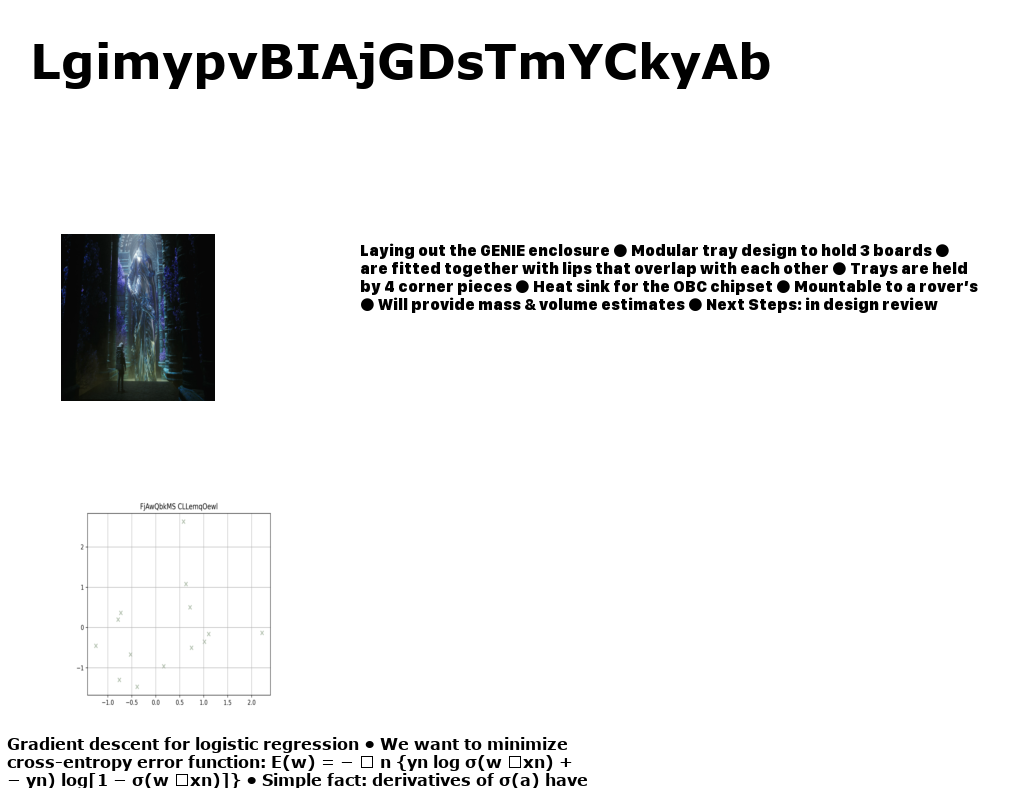 LgimypvBIAjGDsTmYCkyAb
Laying out the GENIE enclosure ● Modular tray design to hold 3 boards ●
are fitted together with lips that overlap with each other ● Trays are held
by 4 corner pieces ● Heat sink for the OBC chipset ● Mountable to a rover's
● Will provide mass & volume estimates ● Next Steps: in design review
FjAwQbkMS CLLemqOewl
2
1
0
−1
−1.0 −0.5 0.0 0.5 1.0 1.5 2.0
Gradient descent for logistic regression • We want to minimize
cross-entropy error function: E(w) = − □ n {yn log σ(w □xn) +
− yn) log[1 − σ(w □xn)]} • Simple fact: derivatives of σ(a) have